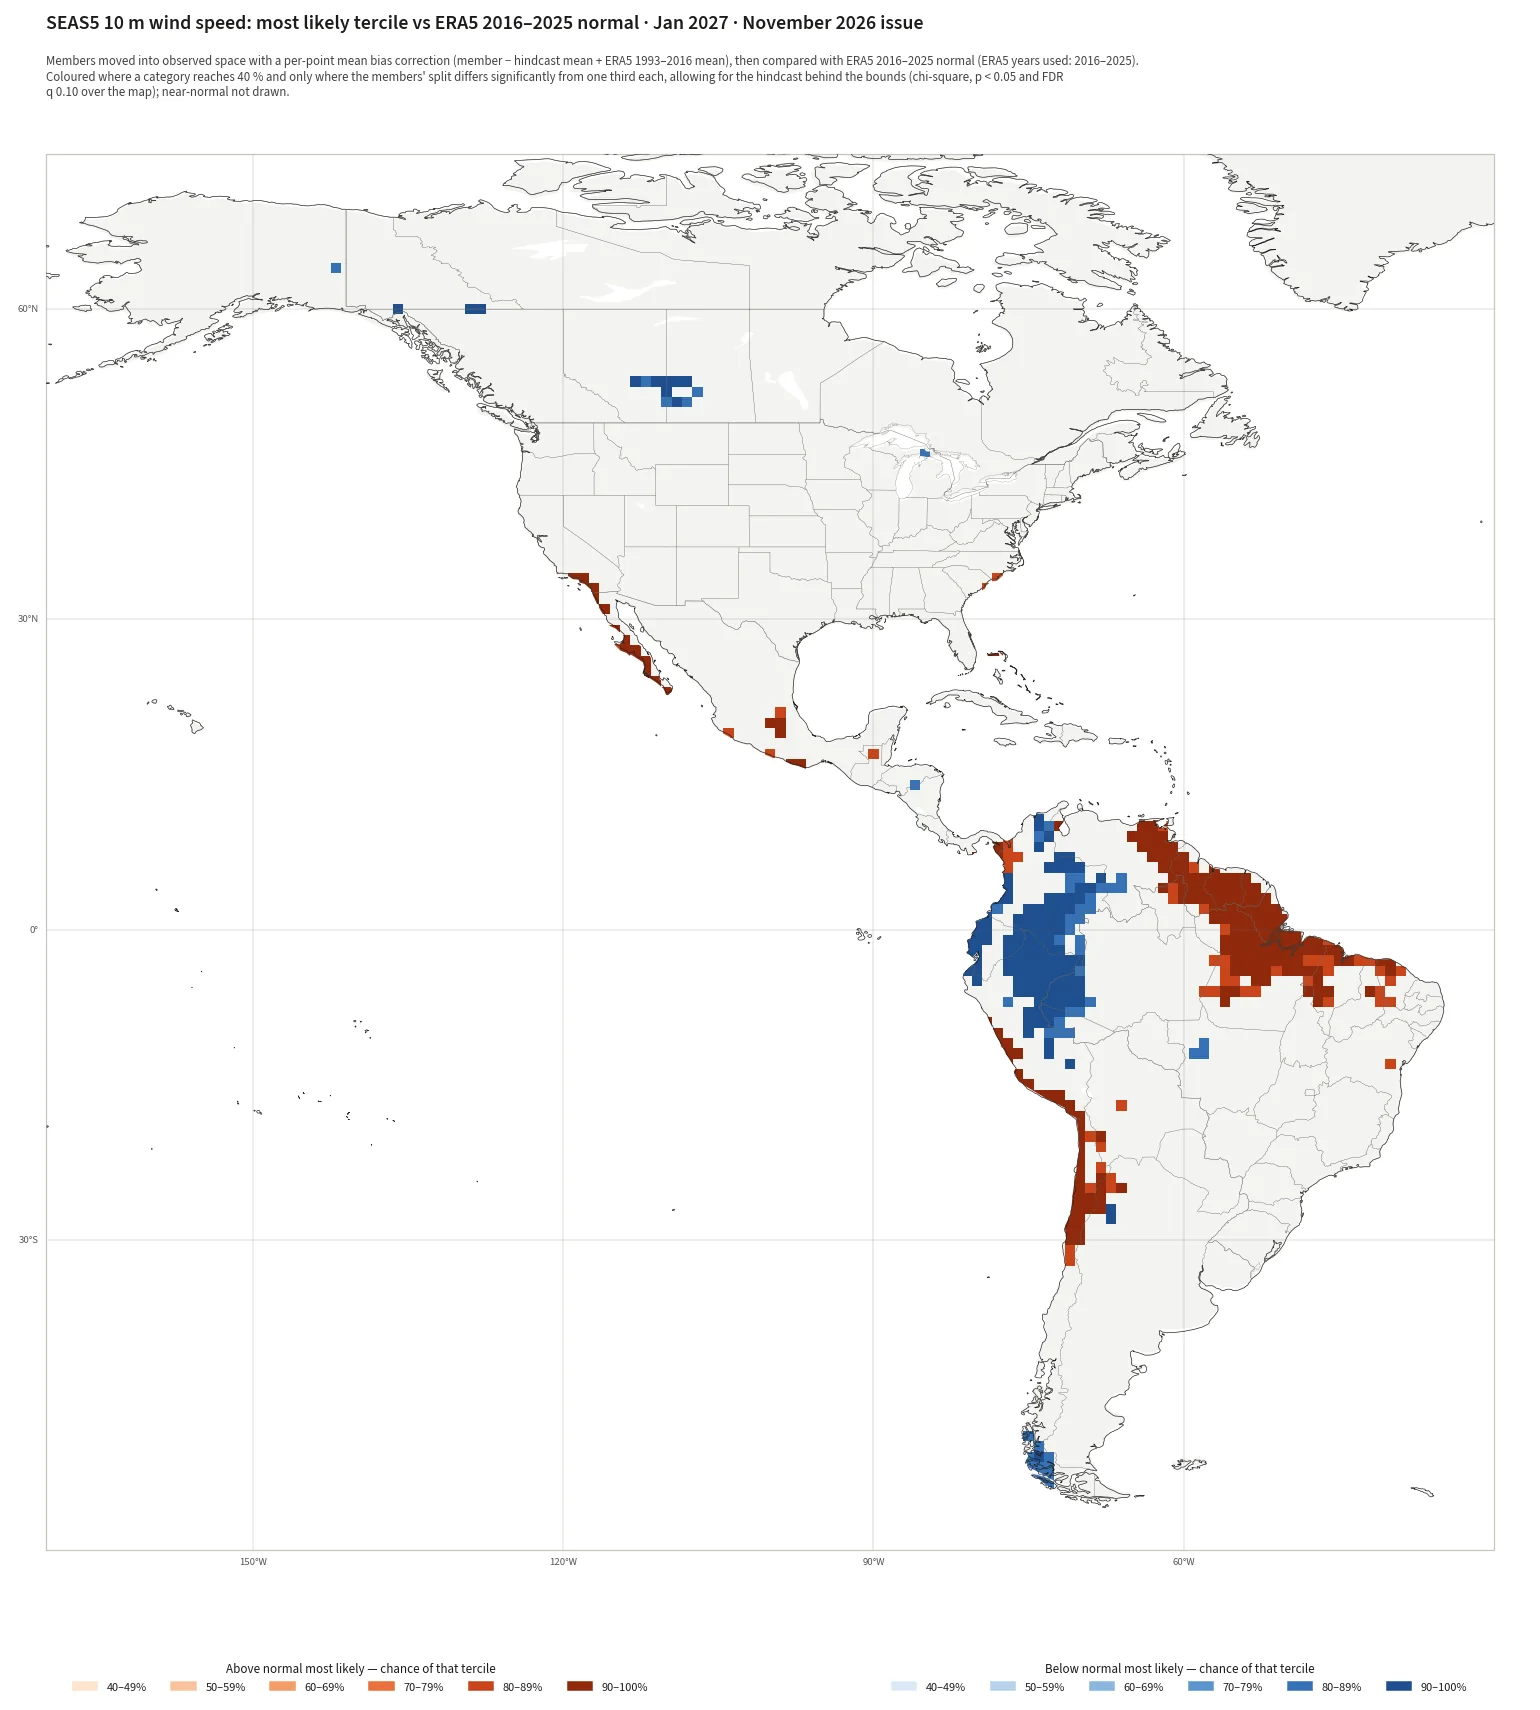 SEAS5 10 m wind speed: most likely tercile vs ERA5 2016–2025 normal · Jan 2027 · November 2026 issue
Members moved into observed space with a per-point mean bias correction (member − hindcast mean + ERA5 1993–2016 mean), then compared with ERA5 2016–2025 normal (ERA5 years used: 2016–2025).
Coloured where a category reaches 40 % and only where the members' split differs significantly from one third each, allowing for the hindcast behind the bounds (chi-square, p < 0.05 and FDR
q 0.10 over the map); near-normal not drawn.
60°N
30°N
0°
30°S
150°W 120°W 90°W 60°W
Above normal most likely — chance of that tercile
40–49% 50–59% 60–69% 70–79% 80–89% 90–100%
Below normal most likely — chance of that tercile
40–49% 50–59% 60–69% 70–79% 80–89% 90–100%